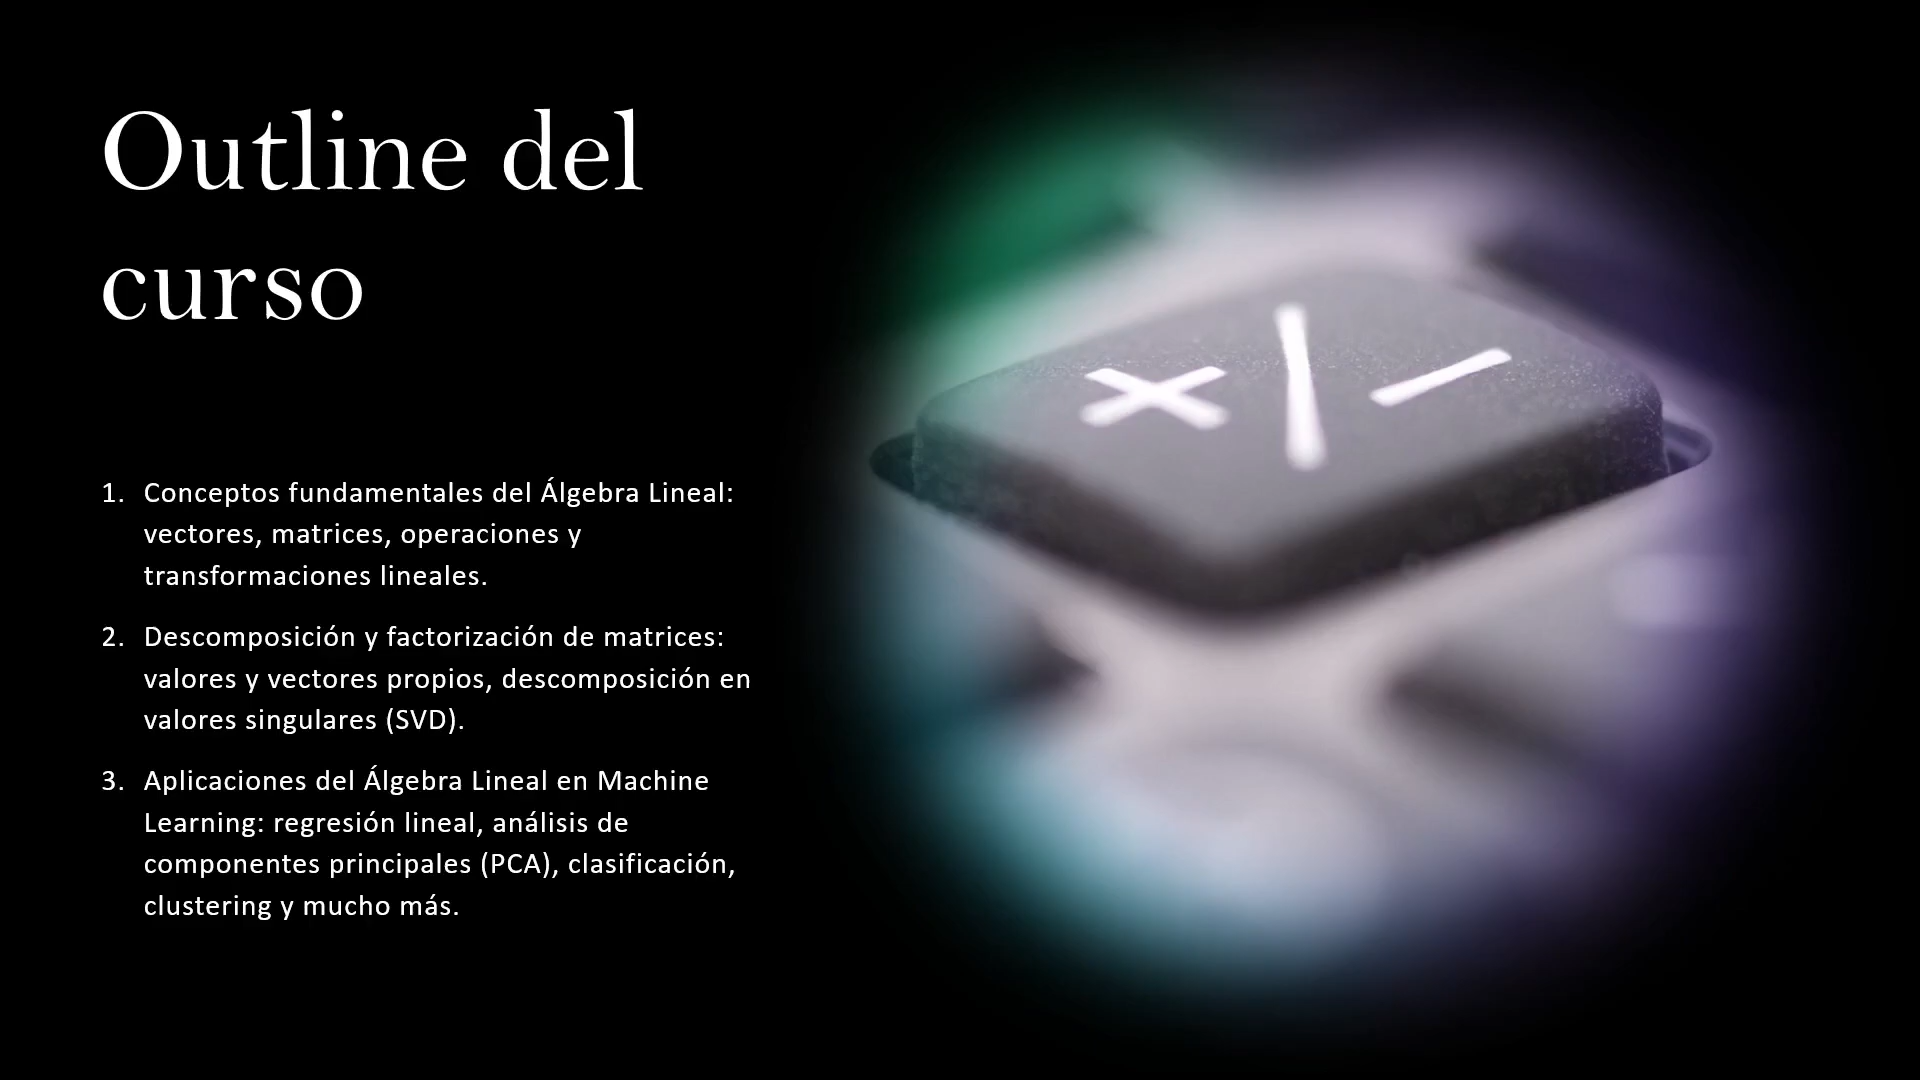 Outline del
curso
1. Conceptos fundamentales del Álgebra Lineal:
vectores, matrices, operaciones y
transformaciones lineales.
2. Descomposición y factorización de matrices:
valores y vectores propios, descomposición en
valores singulares (SVD).
3. Aplicaciones del Álgebra Lineal en Machine
Learning: regresión lineal, análisis de
componentes principales (PCA), clasificación,
clustering y mucho más.
+/−